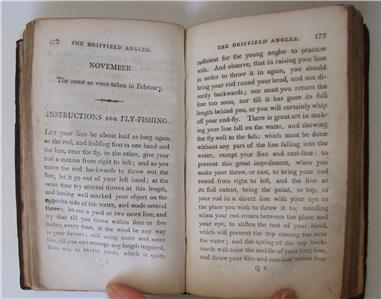 172 THE DRIFFIELD ANGLER.
NOVEMBER.
The same as were taken in February.
INSTRUCTIONS FOR FLY-FISHING.
LET your line be about half as long again
as the rod, and holding that in one hand and
the line, near the fly, in the other, give your
rod a motion from right to left; and as you
move the rod backwards to throw out the
line, let it go out of your left hand; at the
same time try several throws at this length,
and having well marked your object on the
opposite side of the water, and made several
throws, let out a yard or two more line, and
try that till you throw within four or five
inches, every time, if the wind be any way
in your favour; still using more and more
line, till you can manage any length required,
from ten to twelve yards, which is quite
THE DRIFFIELD ANGLER. 173
sufficient for the young angler to practise
with. And observe, that in raising your line
in order to throw it in again, you should
bring your rod round your head, and not di-
rectly backwards; nor must you return the
line too soon, nor till it has gone its full
length behind you, or you will certainly whip
off your end-fly. There is great art in mak-
ing your line fall on the water, and showing
the fly well to the fish; which must be done
without any part of the line falling into the
water, except your flies and cast-line: to
prevent this great impediment, when you
make your throw, or cast, to bring your rod
round from right to left, and the line at
its full extent, bring the point, or top, of
your rod in a direct line with your eye to
the place you wish to throw it to, minding
when your rod comes between the place and
your eye, to stiffen the rest of your hand,
which will prevent the top coming too near
the water; and the spring of the top back-
wards will raise the middle of your line high,
and throw your flies and cast-line within four
Q 2